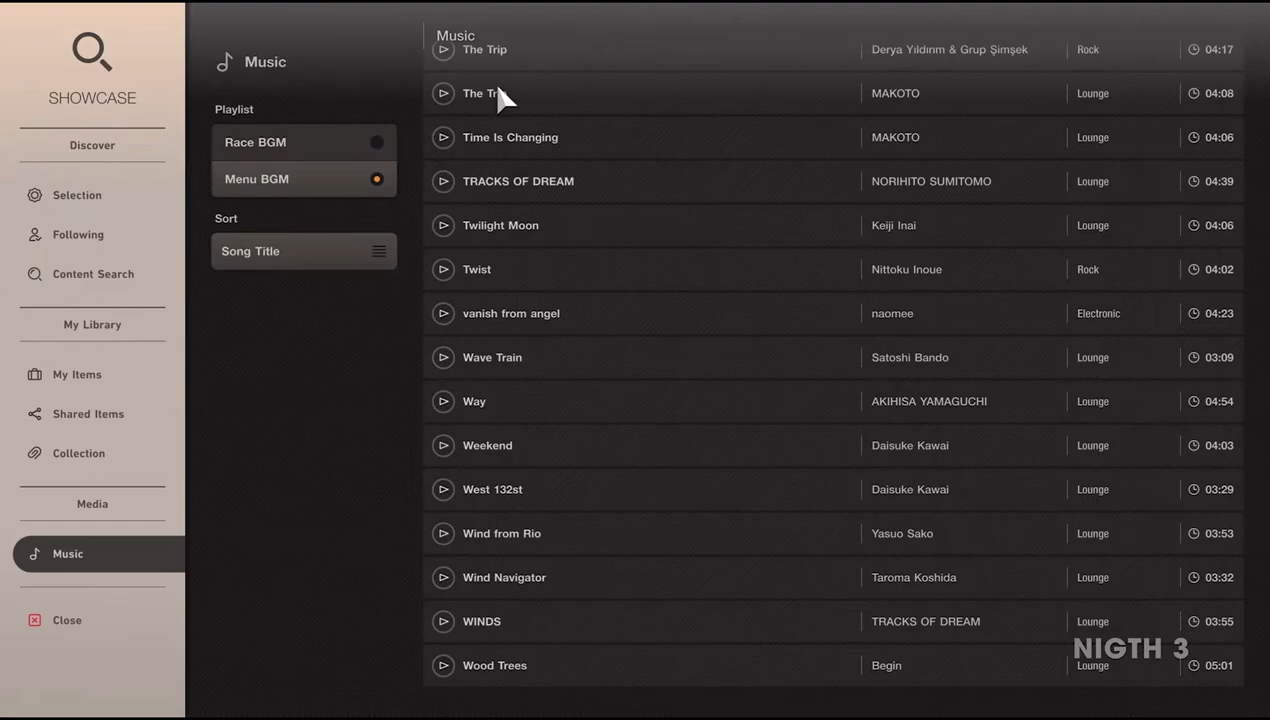 SHOWCASE
Discover
Selection
Following
Content Search
My Library
My Items
Shared Items
Collection
Media
Music
Close
Music
Playlist
Race BGM
Menu BGM
Sort
Song Title
Music
The Trip Derya Yıldırım & Grup Şimşek Rock 04:17
The MAKOTO Lounge 04:08
Time Is Changing MAKOTO Lounge 04:06
TRACKS OF DREAM NORIHITO SUMITOMO Lounge 04:39
Twilight Moon Keiji Inai Lounge 04:06
Twist Nittoku Inoue Rock 04:02
vanish from angel naomee Electronic 04:23
Wave Train Satoshi Bando Lounge 03:09
Way AKIHISA YAMAGUCHI Lounge 04:54
Weekend Daisuke Kawai Lounge 04:03
West 132st Daisuke Kawai Lounge 03:29
Wind from Rio Yasuo Sako Lounge 03:53
Wind Navigator Taroma Koshida Lounge 03:32
WINDS TRACKS OF DREAM Lounge 03:55
Wood Trees Begin Lounge 05:01
NIGTH 3